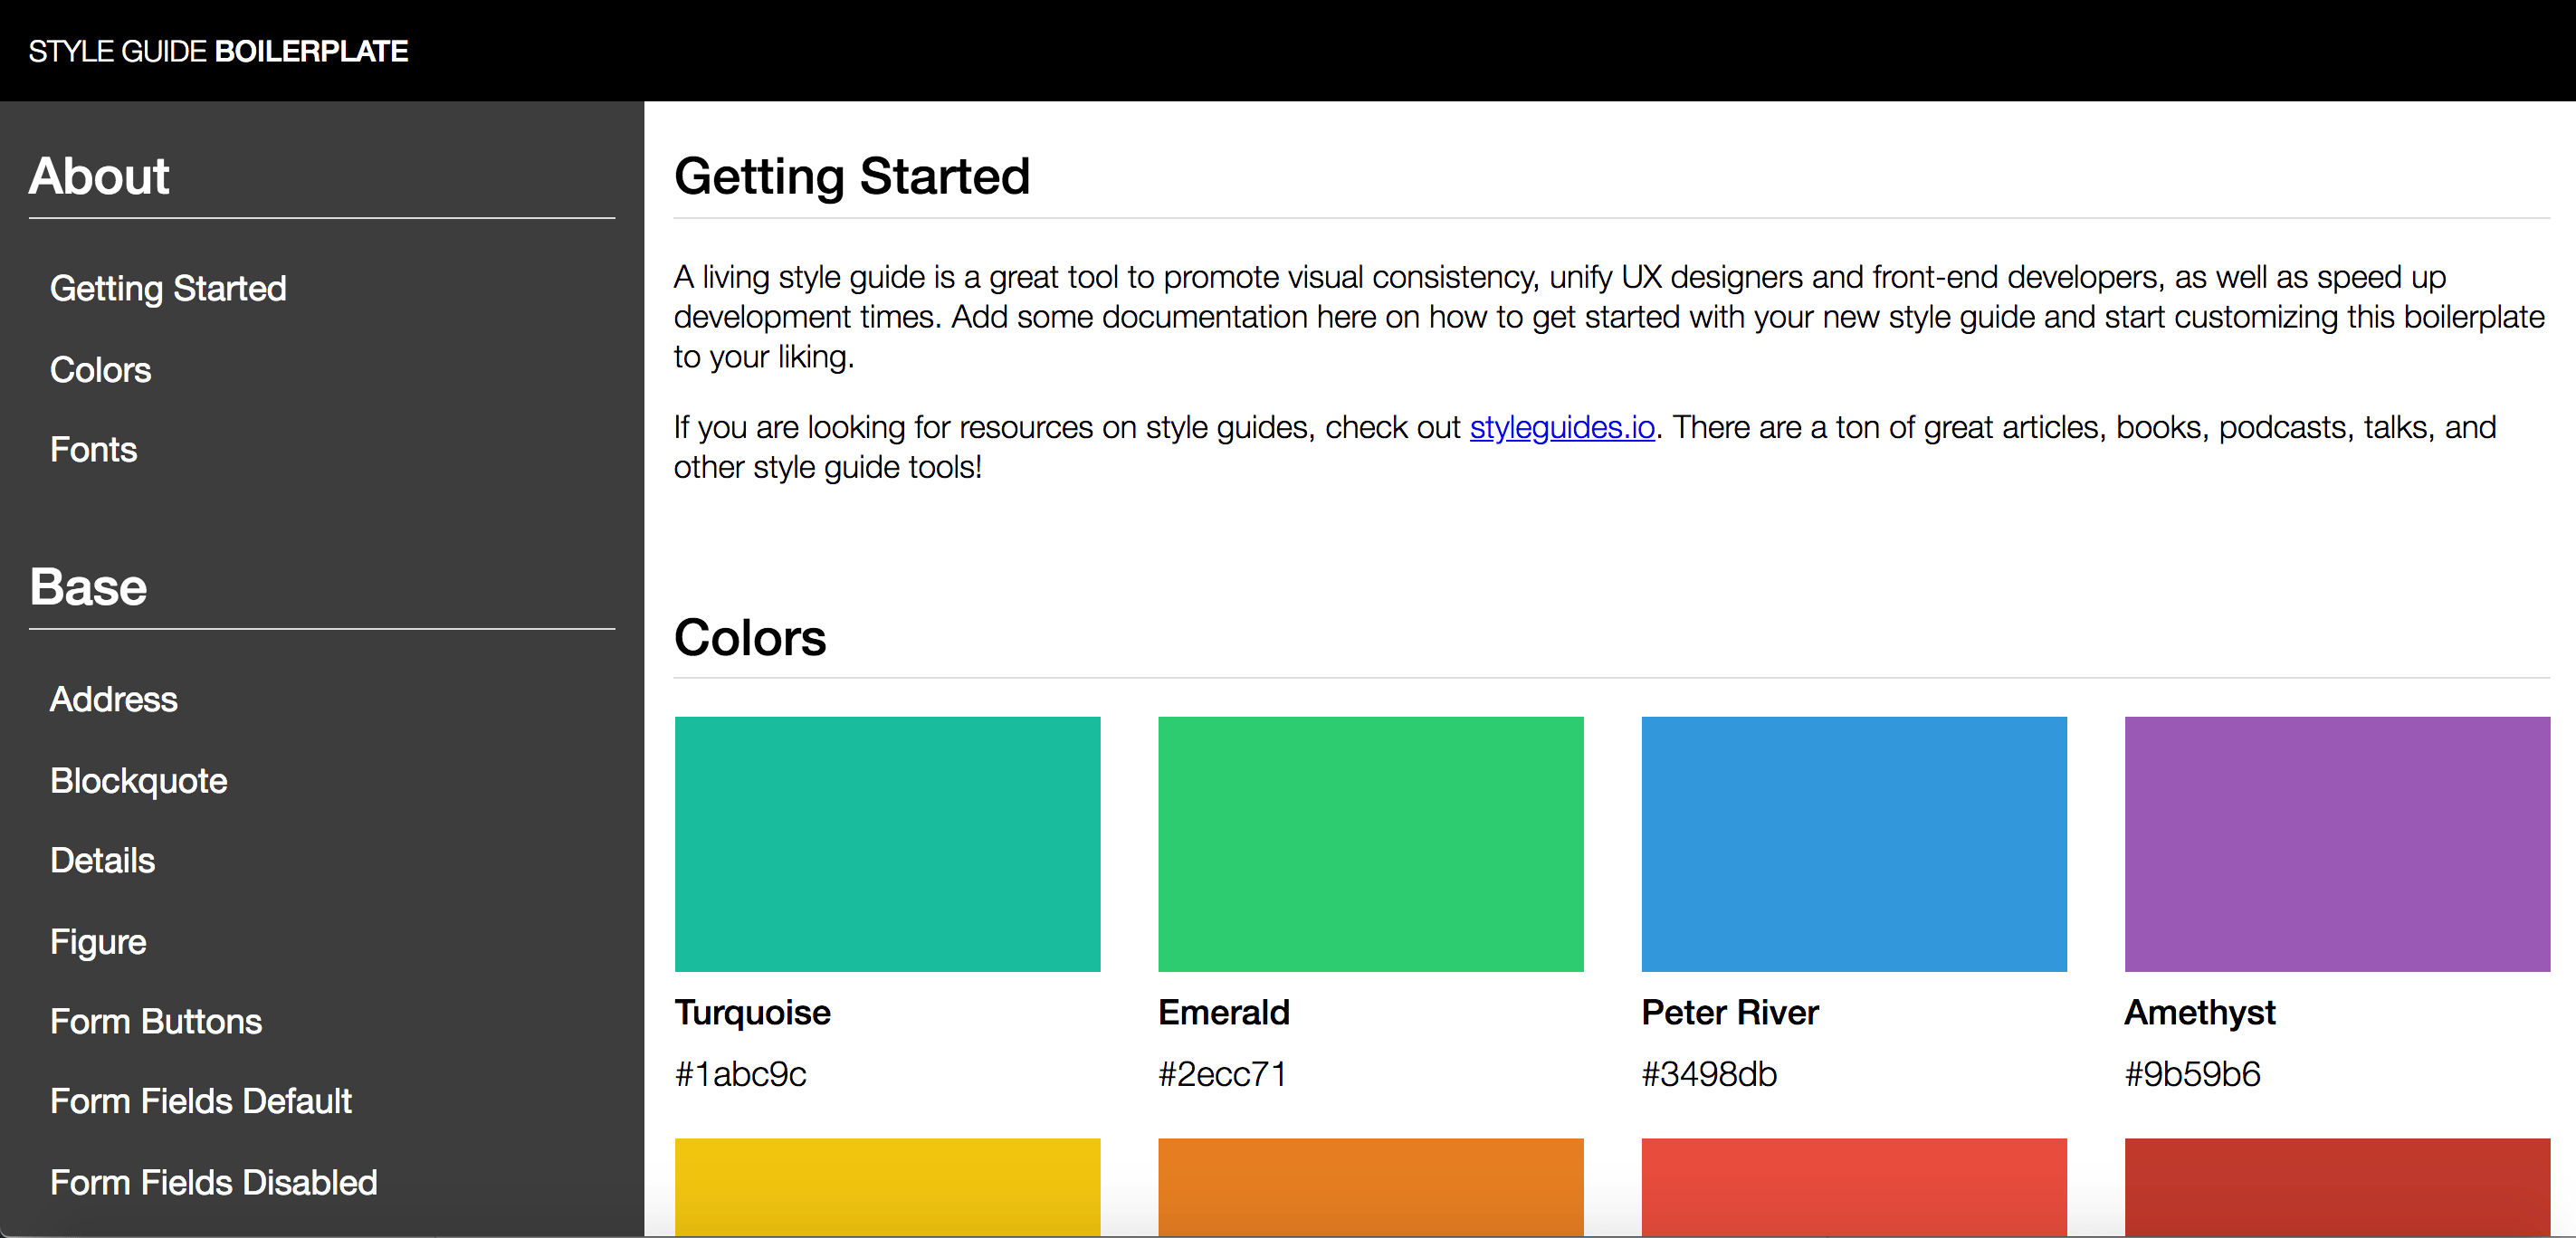 STYLE GUIDE BOILERPLATE
About
Getting Started
Colors
Fonts
Base
Address
Blockquote
Details
Figure
Form Buttons
Form Fields Default
Form Fields Disabled
Getting Started
A living style guide is a great tool to promote visual consistency, unify UX designers and front-end developers, as well as speed up
development times. Add some documentation here on how to get started with your new style guide and start customizing this boilerplate
to your liking.
If you are looking for resources on style guides, check out styleguides.io. There are a ton of great articles, books, podcasts, talks, and
other style guide tools!
Colors
Turquoise
#1abc9c
Emerald
#2ecc71
Peter River
#3498db
Amethyst
#9b59b6